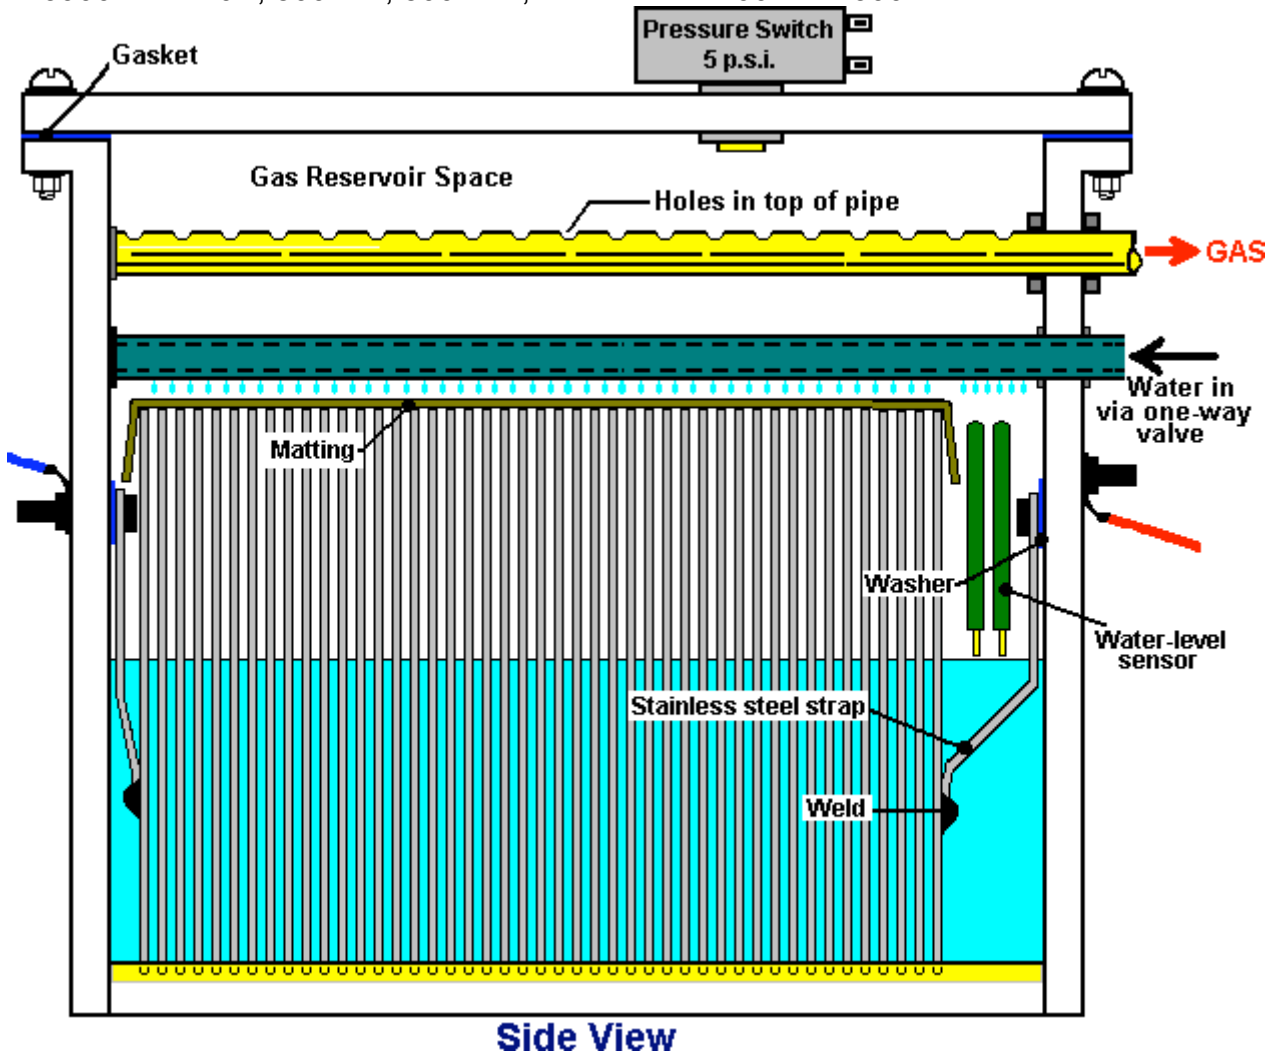 Pressure Switch
5 p.s.i.
Gasket
Gas Reservoir Space
Holes in top of pipe
GAS
Water in
via one-way
valve
Matting
Washer
Water-level
sensor
Stainless steel strap
Weld
Side View